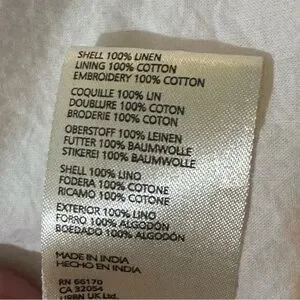 SHELL 100% LINEN
LINING 100% COTTON
EMBROIDERY 100% COTTON
COQUILLE 100% LIN
DOUBLURE 100% COTON
BRODERIE 100% COTON
OBERSTOFF 100% LEINEN
FUTTER 100% BAUMWOLLE
STIKEREI 100% BAUMWOLLE
SHELL 100% LINO
FODERA 100% COTONE
RICAMO 100% COTONE
EXTERIOR 100% LINO
FORRO 100% ALGODÓN
BOEDADO 100% ALGODÓN
MADE IN INDIA
HECHO EN INDIA
RN 66170
CA 32054
URBN UK Ltd.